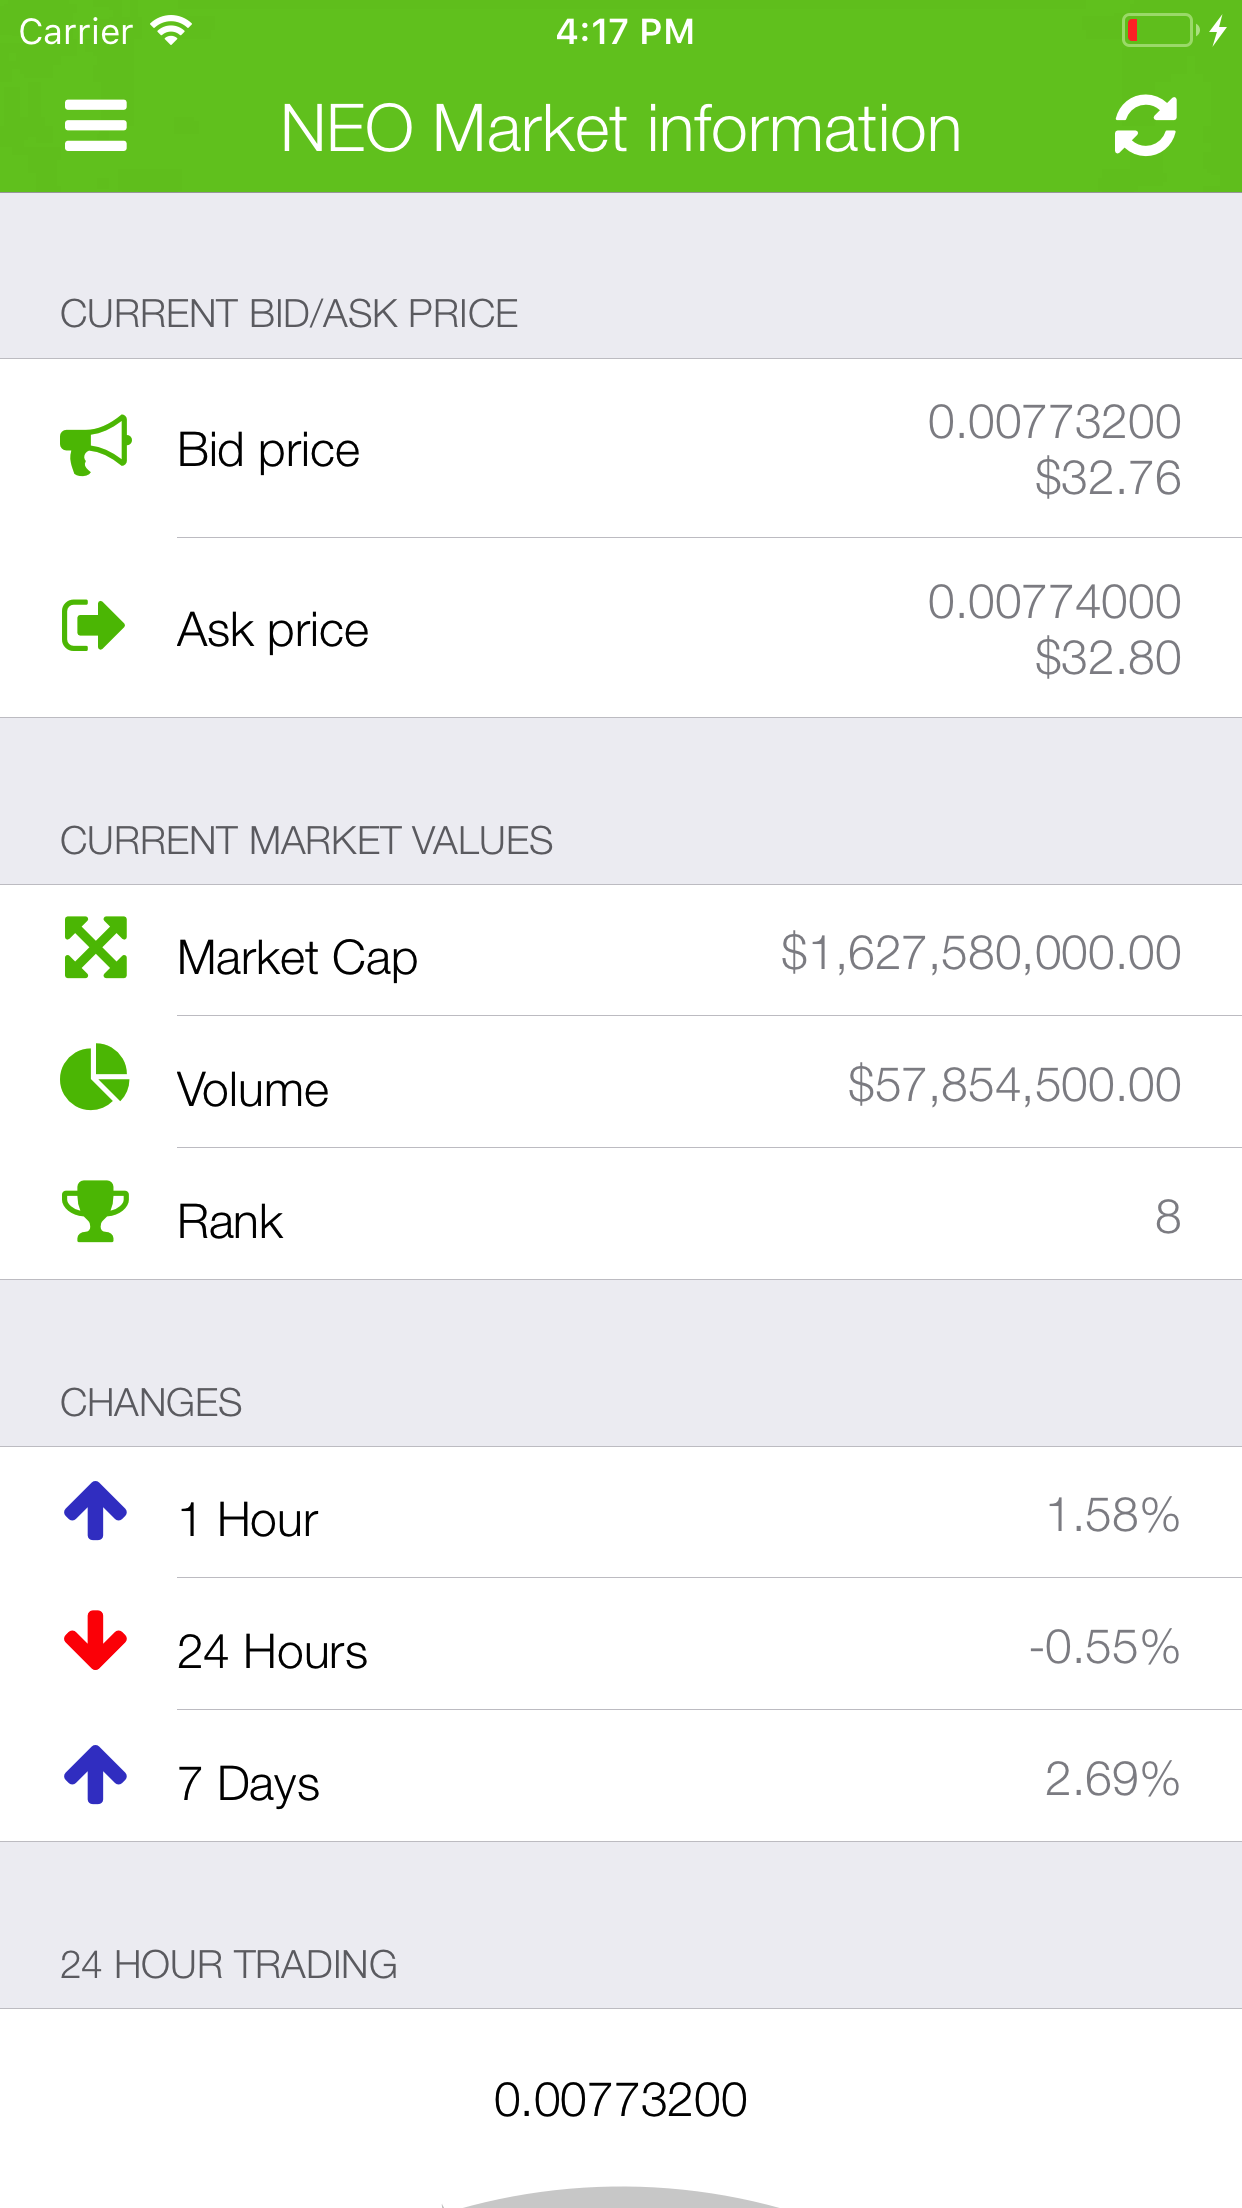 Carrier 4:17 PM
NEO Market information
CURRENT BID/ASK PRICE
Bid price 0.00773200
$32.76
Ask price 0.00774000
$32.80
CURRENT MARKET VALUES
Market Cap $1,627,580,000.00
Volume $57,854,500.00
Rank 8
CHANGES
1 Hour 1.58%
24 Hours -0.55%
7 Days 2.69%
24 HOUR TRADING
0.00773200